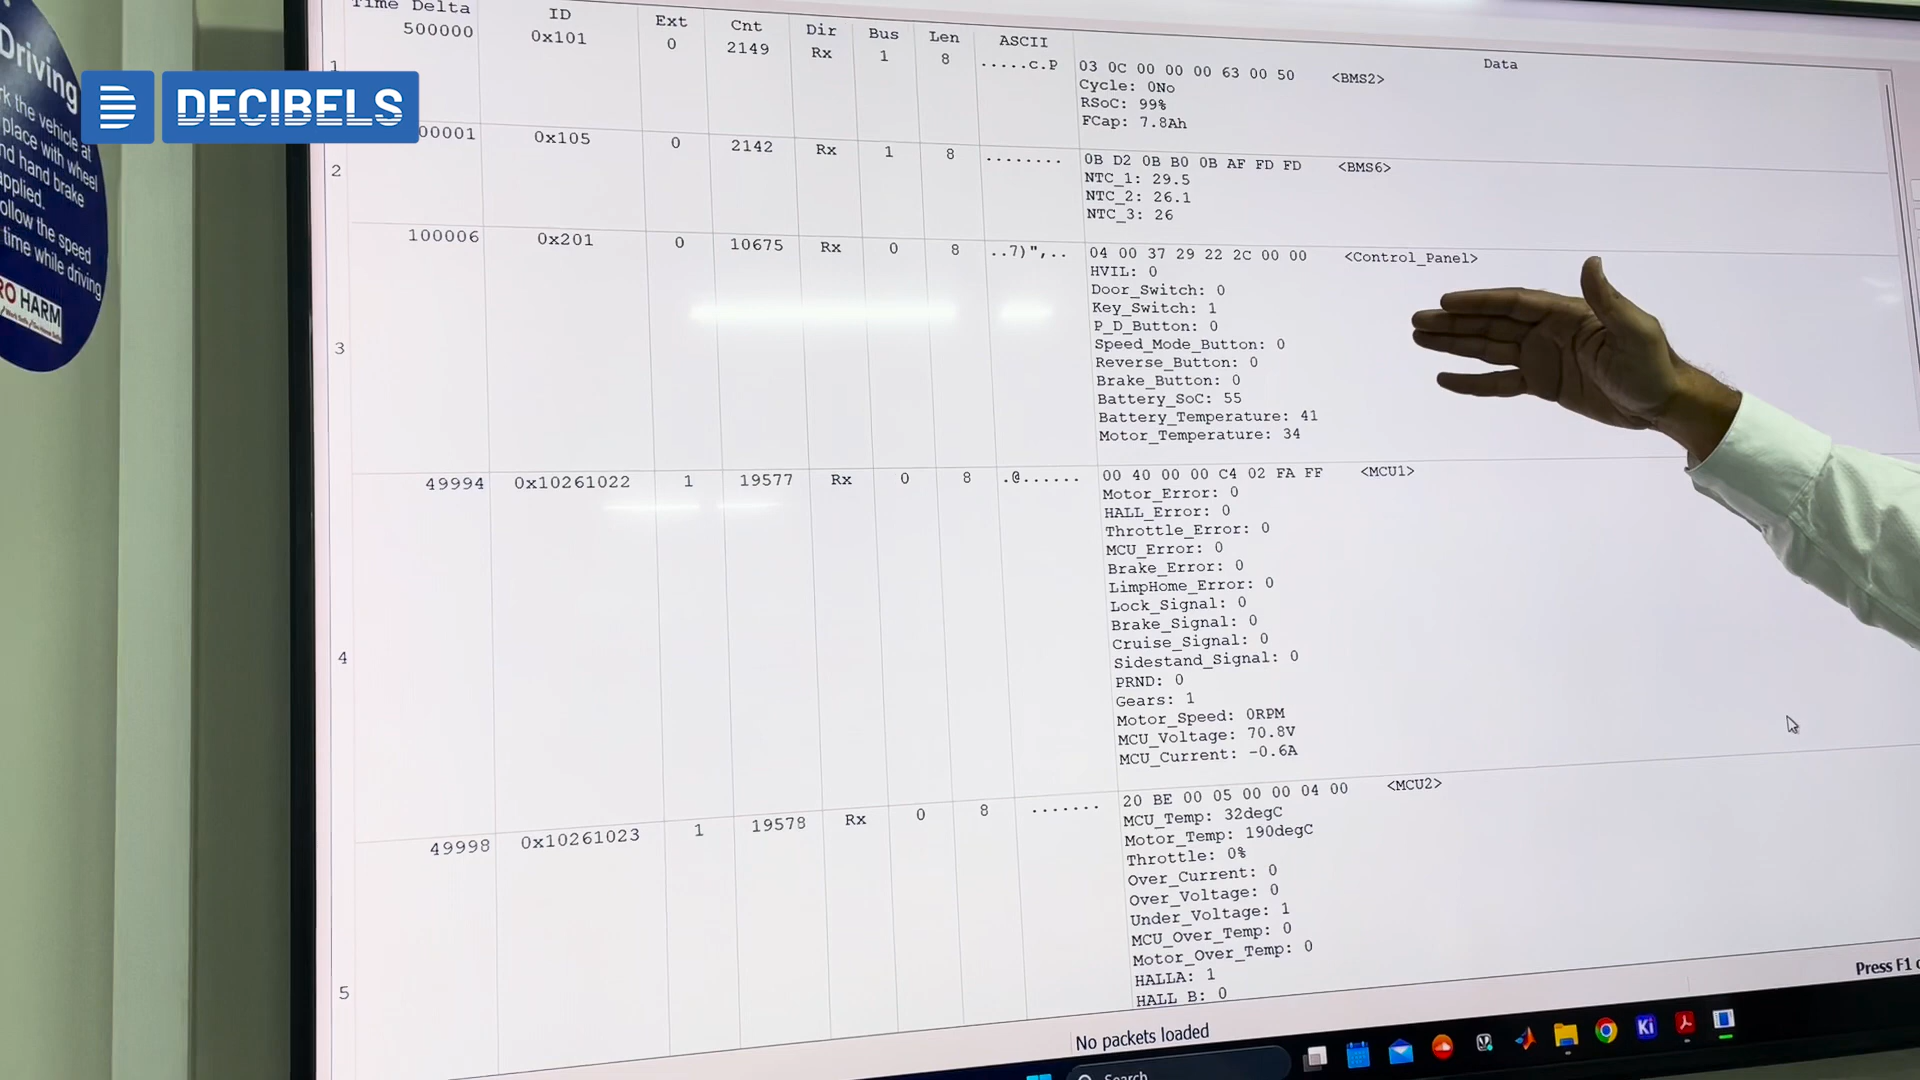 Driving
rk the vehicle at
place with wheel
nd hand brake
applied.
ollow the speed
time while driving
RO HARM
DECIBELS
Time Delta ID Ext Cnt Dir Bus Len ASCII Data
1 500000 0x101 0 2149 Rx 1 8 .....c.P 03 0C 00 00 00 63 00 50 <BMS2>
Cycle: 0No
RSoC: 99%
FCap: 7.8Ah
2 00001 0x105 0 2142 Rx 1 8 ........ 0B D2 0B B0 0B AF FD FD <BMS6>
NTC_1: 29.5
NTC_2: 26.1
NTC_3: 26
3 100006 0x201 0 10675 Rx 0 8 ..7)",.. 04 00 37 29 22 2C 00 00 <Control_Panel>
HVIL: 0
Door_Switch: 0
Key_Switch: 1
P_D_Button: 0
Speed_Mode_Button: 0
Reverse_Button: 0
Brake_Button: 0
Battery_SoC: 55
Battery_Temperature: 41
Motor_Temperature: 34
4 49994 0x10261022 1 19577 Rx 0 8 .@...... 00 40 00 00 C4 02 FA FF <MCU1>
Motor_Error: 0
HALL_Error: 0
Throttle_Error: 0
MCU_Error: 0
Brake_Error: 0
LimpHome_Error: 0
Lock_Signal: 0
Brake_Signal: 0
Cruise_Signal: 0
Sidestand_Signal: 0
PRND: 0
Gears: 1
Motor_Speed: 0RPM
MCU_Voltage: 70.8V
MCU_Current: -0.6A
5 49998 0x10261023 1 19578 Rx 0 8 ....... 20 BE 00 05 00 00 04 00 <MCU2>
MCU_Temp: 32degC
Motor_Temp: 190degC
Throttle: 0%
Over_Current: 0
Over_Voltage: 0
Under_Voltage: 1
MCU_Over_Temp: 0
Motor_Over_Temp: 0
HALLA: 1
HALL_B: 0
Press F1
No packets loaded
Search
Ki